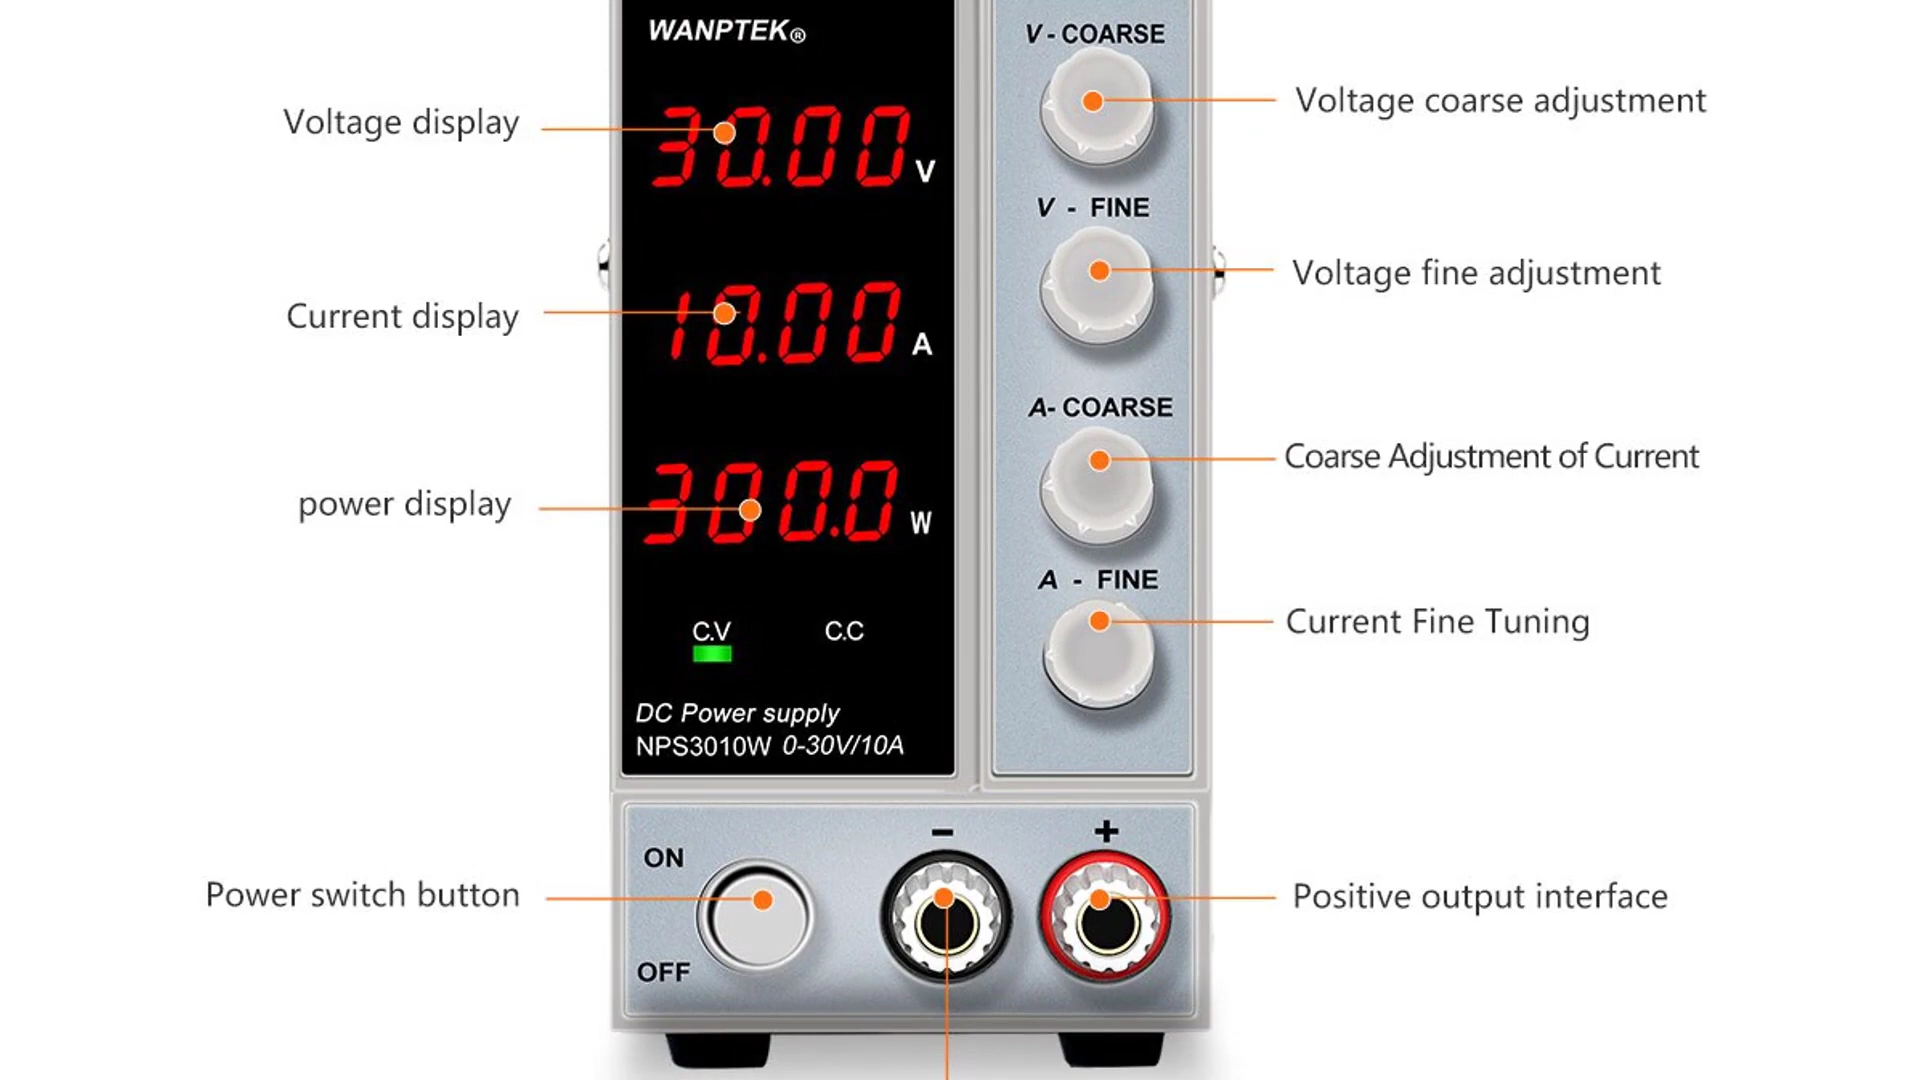 WANPTEK®
V - COARSE
Voltage display
30.00 V
Voltage coarse adjustment
V - FINE
Voltage fine adjustment
Current display
10.00 A
A- COARSE
Coarse Adjustment of Current
power display
300.0 W
A - FINE
Current Fine Tuning
C.V C.C
DC Power supply
NPS3010W 0-30V/10A
- +
ON
Power switch button
Positive output interface
OFF